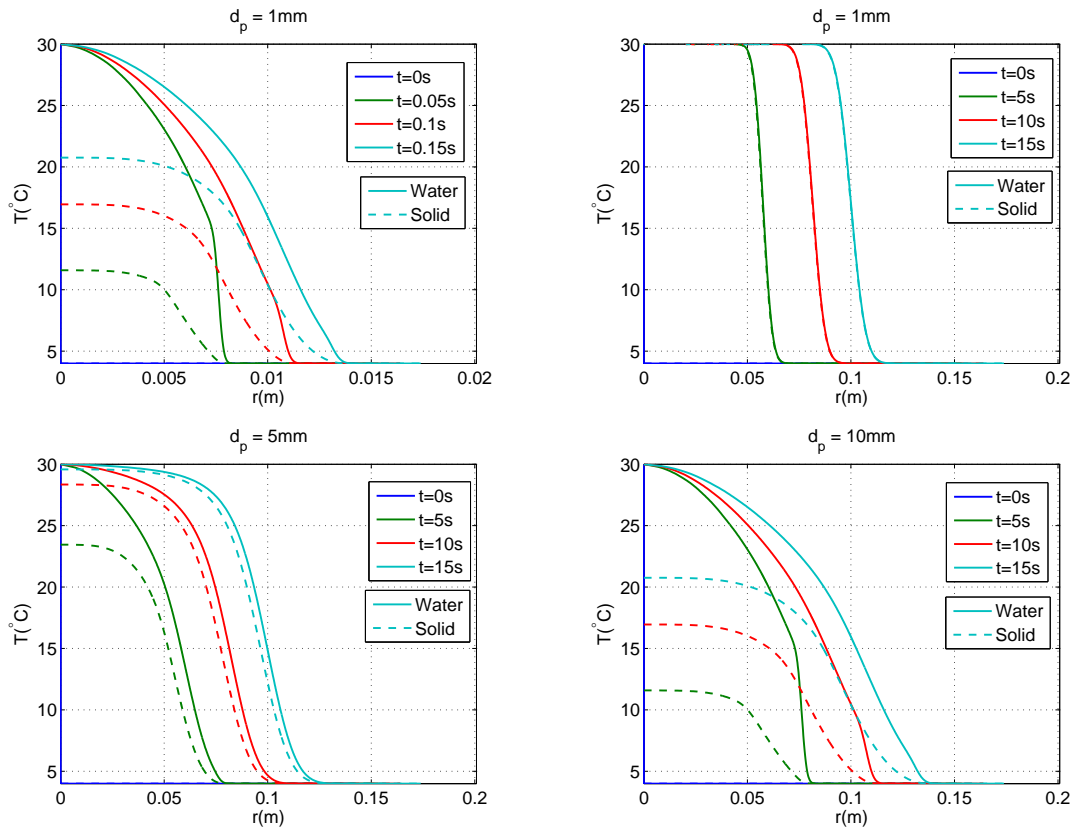 d_p = 1mm
30
25
20
15
10
5
T(°C)
0
0.005
0.01
0.015
0.02
r(m)
t=0s
t=0.05s
t=0.1s
t=0.15s
Water
Solid
d_p = 1mm
30
25
20
15
10
5
T(°C)
0
0.05
0.1
0.15
0.2
r(m)
t=0s
t=5s
t=10s
t=15s
Water
Solid
d_p = 5mm
30
25
20
15
10
5
T(°C)
0
0.05
0.1
0.15
0.2
r(m)
t=0s
t=5s
t=10s
t=15s
Water
Solid
d_p = 10mm
30
25
20
15
10
5
T(°C)
0
0.05
0.1
0.15
0.2
r(m)
t=0s
t=5s
t=10s
t=15s
Water
Solid